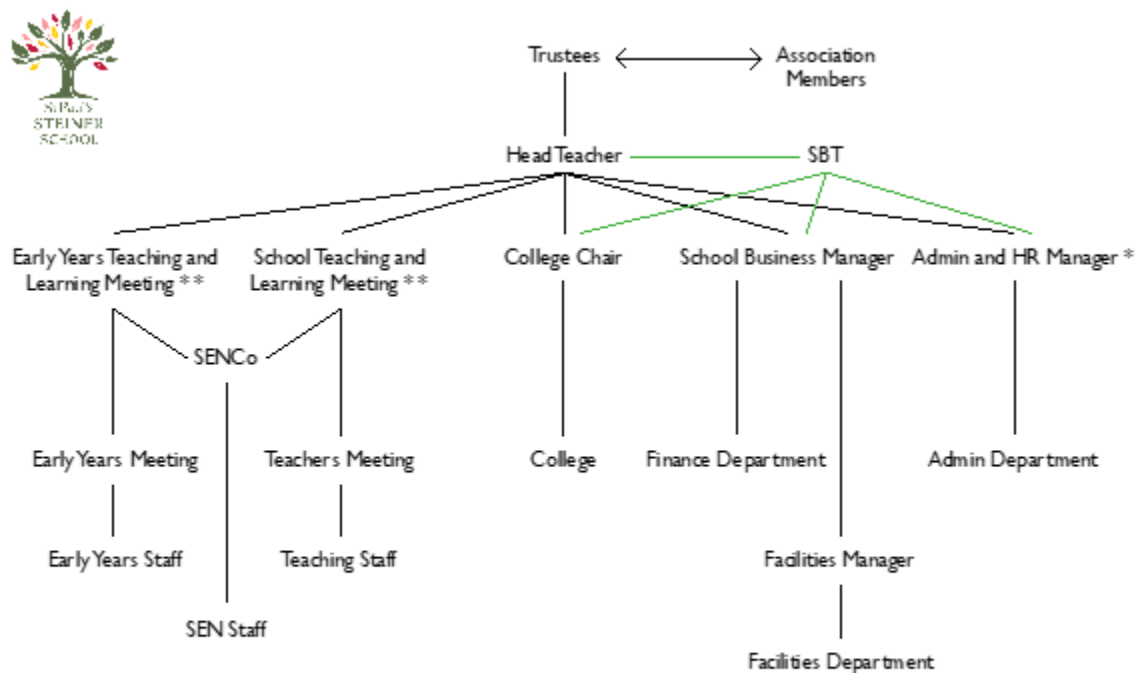 St Paul's
STEINER
SCHOOL
Trustees
Association
Members
Head Teacher
SBT
Early Years Teaching and
Learning Meeting **
School Teaching and
Learning Meeting **
College Chair
School Business Manager
Admin and HR Manager *
SENCo
Early Years Meeting
Teachers Meeting
College
Finance Department
Admin Department
Early Years Staff
Teaching Staff
Facilities Manager
SEN Staff
Facilities Department